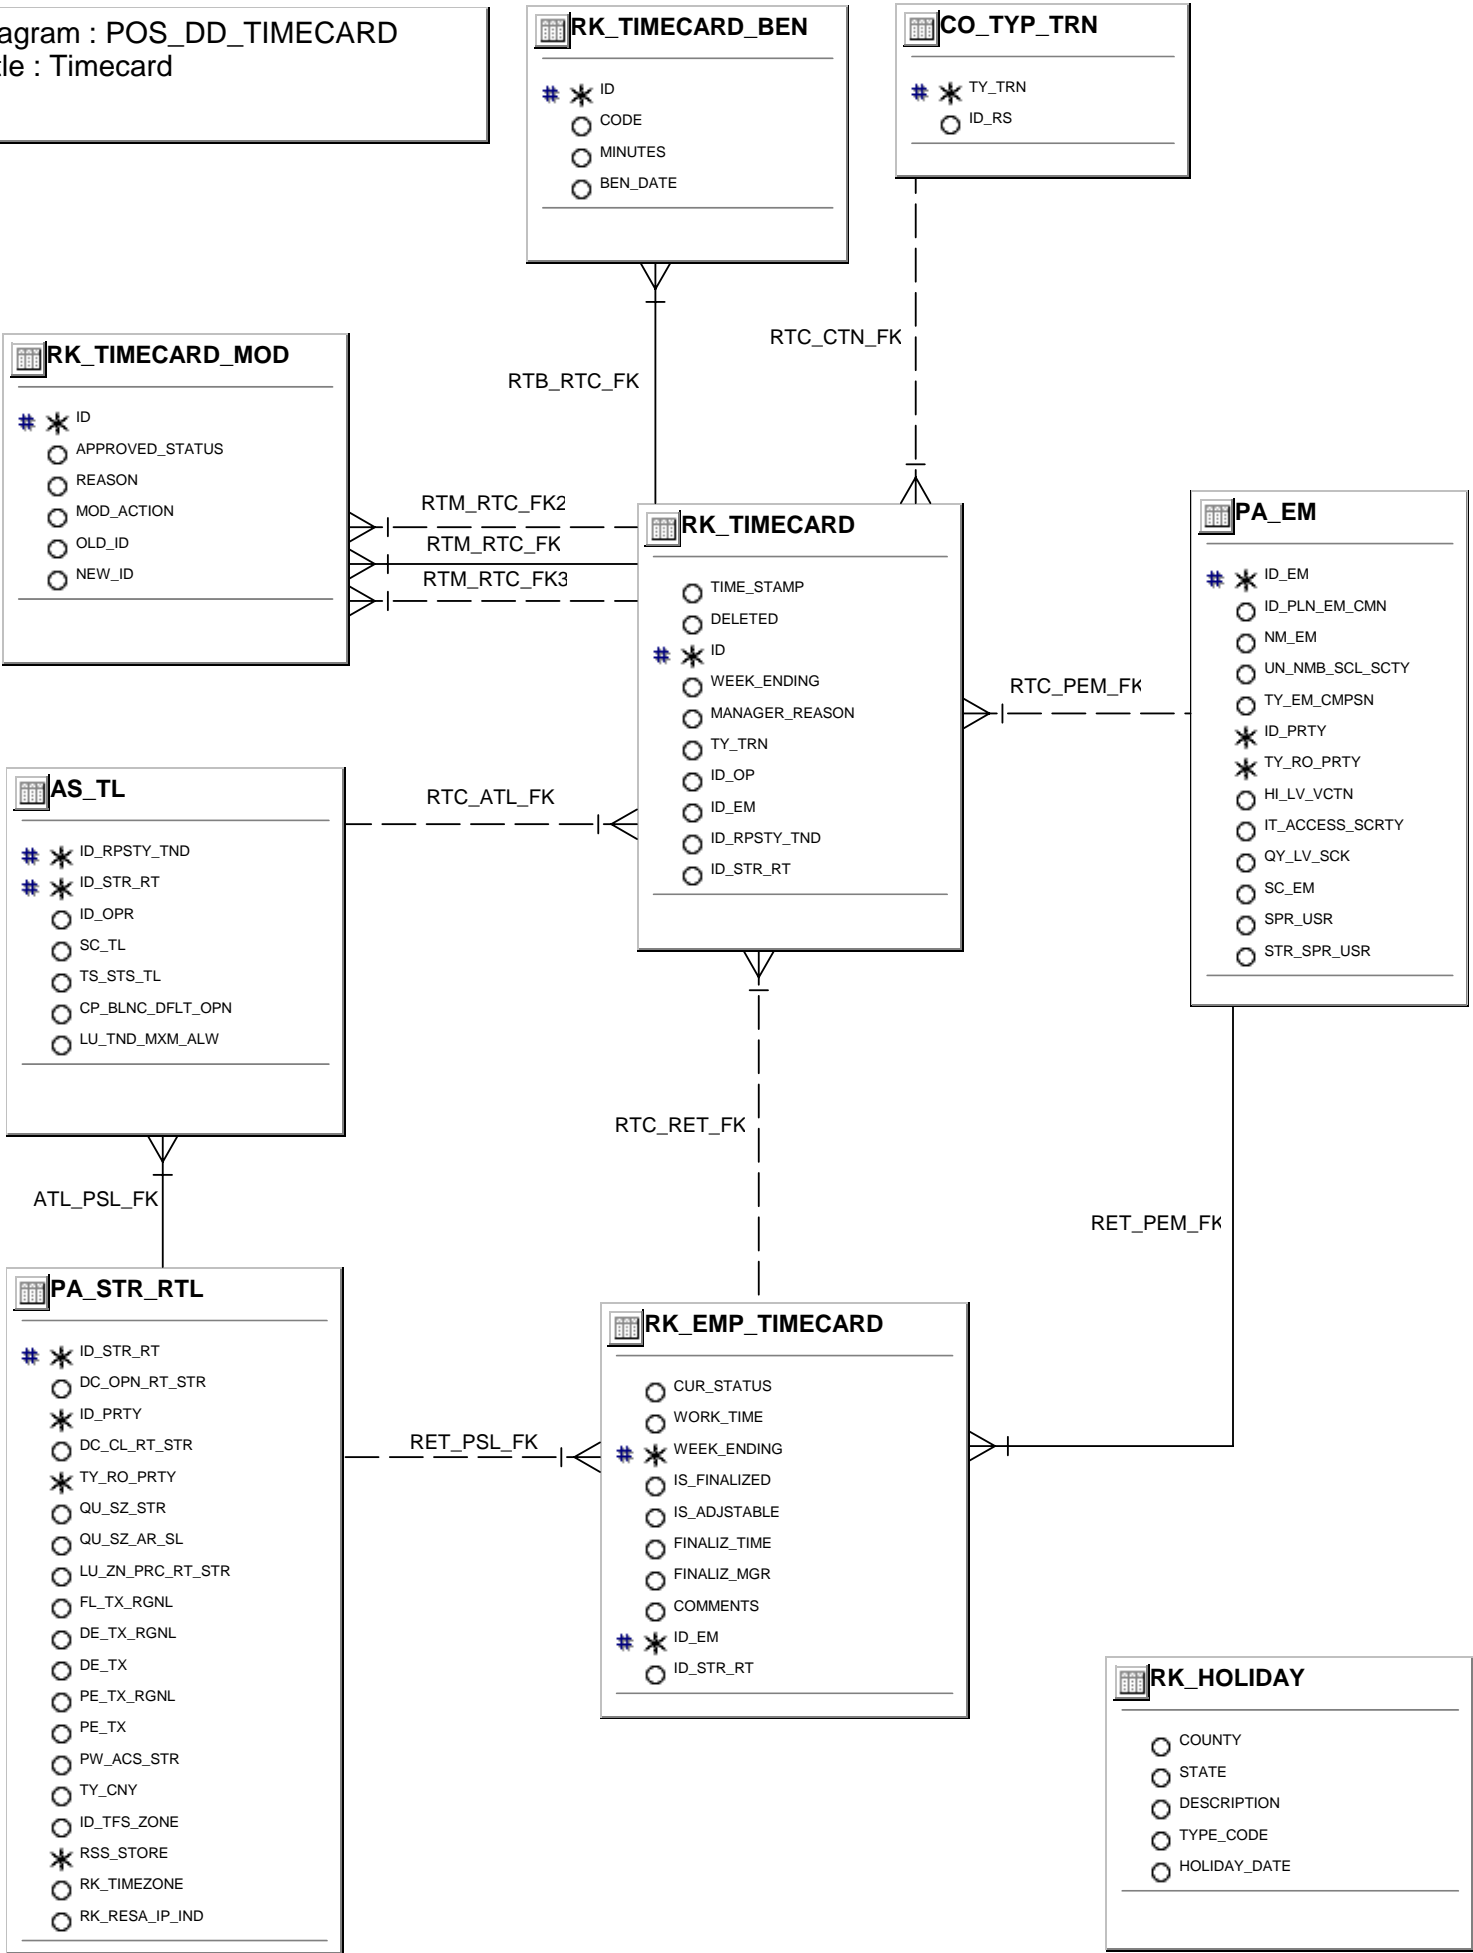 agram : POS_DD_TIMECARD
tle : Timecard
RK_TIMECARD_BEN
# ID
CODE
MINUTES
BEN_DATE
CO_TYP_TRN
# TY_TRN
ID_RS
RTC_CTN_FK
RTB_RTC_FK
RK_TIMECARD_MOD
# ID
APPROVED_STATUS
REASON
MOD_ACTION
OLD_ID
NEW_ID
RTM_RTC_FK2
RTM_RTC_FK
RTM_RTC_FK3
RK_TIMECARD
TIME_STAMP
DELETED
# ID
WEEK_ENDING
MANAGER_REASON
TY_TRN
ID_OP
ID_EM
ID_RPSTY_TND
ID_STR_RT
RTC_PEM_FK
PA_EM
# ID_EM
ID_PLN_EM_CMN
NM_EM
UN_NMB_SCL_SCTY
TY_EM_CMPSN
ID_PRTY
TY_RO_PRTY
HI_LV_VCTN
IT_ACCESS_SCRTY
QY_LV_SCK
SC_EM
SPR_USR
STR_SPR_USR
AS_TL
# ID_RPSTY_TND
# ID_STR_RT
ID_OPR
SC_TL
TS_STS_TL
CP_BLNC_DFLT_OPN
LU_TND_MXM_ALW
RTC_ATL_FK
RTC_RET_FK
ATL_PSL_FK
RET_PEM_FK
PA_STR_RTL
# ID_STR_RT
DC_OPN_RT_STR
ID_PRTY
DC_CL_RT_STR
TY_RO_PRTY
QU_SZ_STR
QU_SZ_AR_SL
LU_ZN_PRC_RT_STR
FL_TX_RGNL
DE_TX_RGNL
DE_TX
PE_TX_RGNL
PE_TX
PW_ACS_STR
TY_CNY
ID_TFS_ZONE
RSS_STORE
RK_TIMEZONE
RK_RESA_IP_IND
RET_PSL_FK
RK_EMP_TIMECARD
CUR_STATUS
WORK_TIME
# WEEK_ENDING
IS_FINALIZED
IS_ADJSTABLE
FINALIZ_TIME
FINALIZ_MGR
COMMENTS
# ID_EM
ID_STR_RT
RK_HOLIDAY
COUNTY
STATE
DESCRIPTION
TYPE_CODE
HOLIDAY_DATE